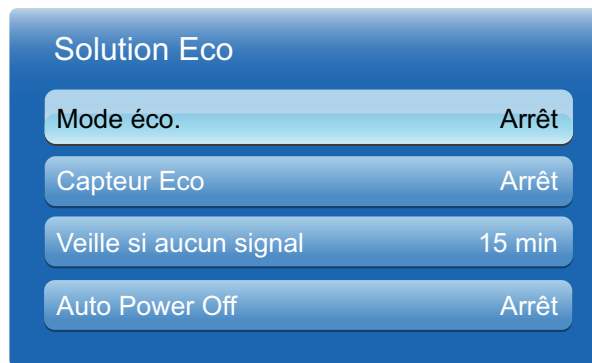 Solution Eco
Mode éco. Arrêt
Capteur Eco Arrêt
Veille si aucun signal 15 min
Auto Power Off Arrêt